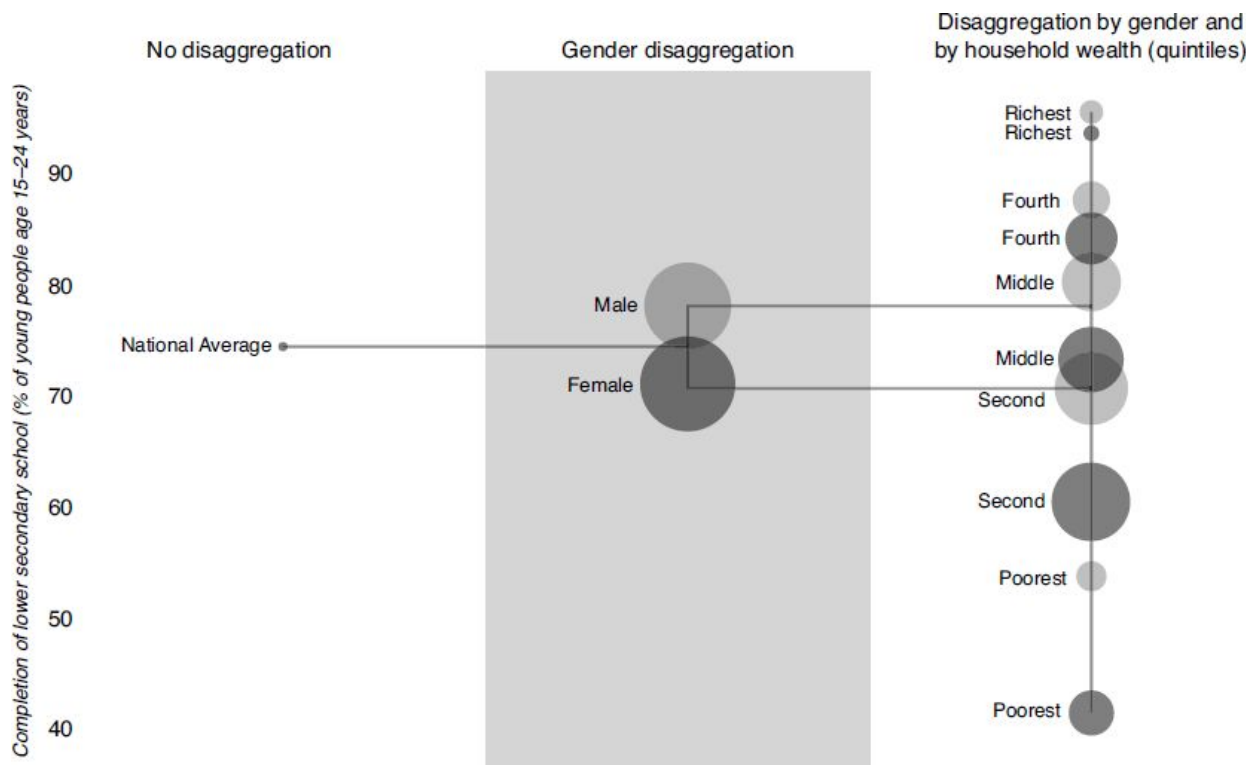 No disaggregation
Gender disaggregation
Disaggregation by gender and
by household wealth (quintiles)
Completion of lower secondary school (% of young people age 15–24 years)
90
80
70
60
50
40
National Average
Male
Female
Richest
Richest
Fourth
Fourth
Middle
Middle
Second
Second
Poorest
Poorest